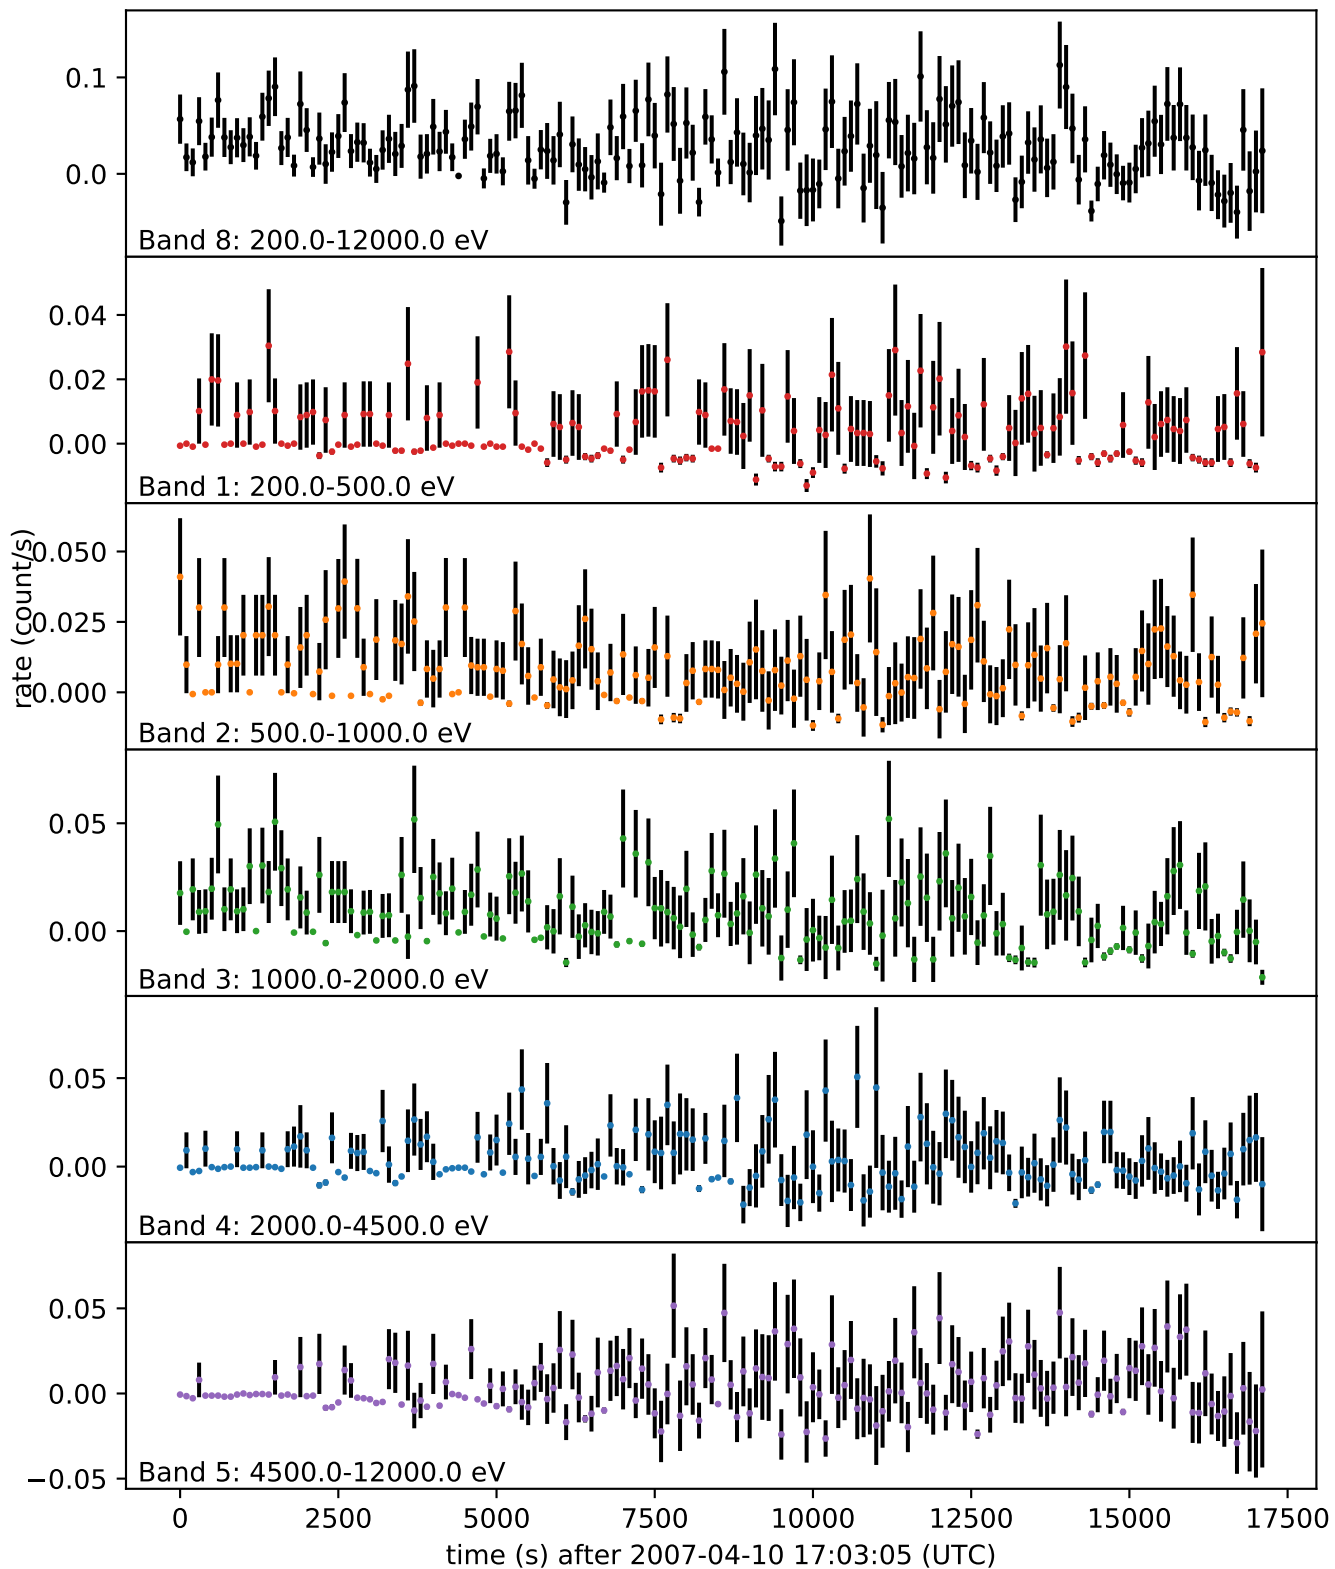 0.1
0.0
Band 8: 200.0-12000.0 eV
0.04
0.02
0.00
Band 1: 200.0-500.0 eV
rate (count/s)
0.050
0.025
0.000
Band 2: 500.0-1000.0 eV
0.05
0.00
Band 3: 1000.0-2000.0 eV
0.05
0.00
Band 4: 2000.0-4500.0 eV
0.05
0.00
−0.05
Band 5: 4500.0-12000.0 eV
0 2500 5000 7500 10000 12500 15000 17500
time (s) after 2007-04-10 17:03:05 (UTC)